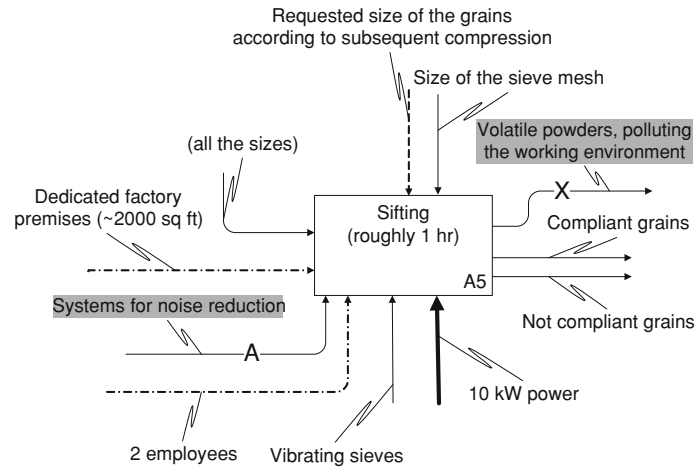 Requested size of the grains
according to subsequent compression
Size of the sieve mesh
Volatile powders, polluting
the working environment
(all the sizes)
X
Dedicated factory
premises (~2000 sq ft)
Sifting
(roughly 1 hr)
Compliant grains
A5
Systems for noise reduction
Not compliant grains
A
10 kW power
2 employees
Vibrating sieves